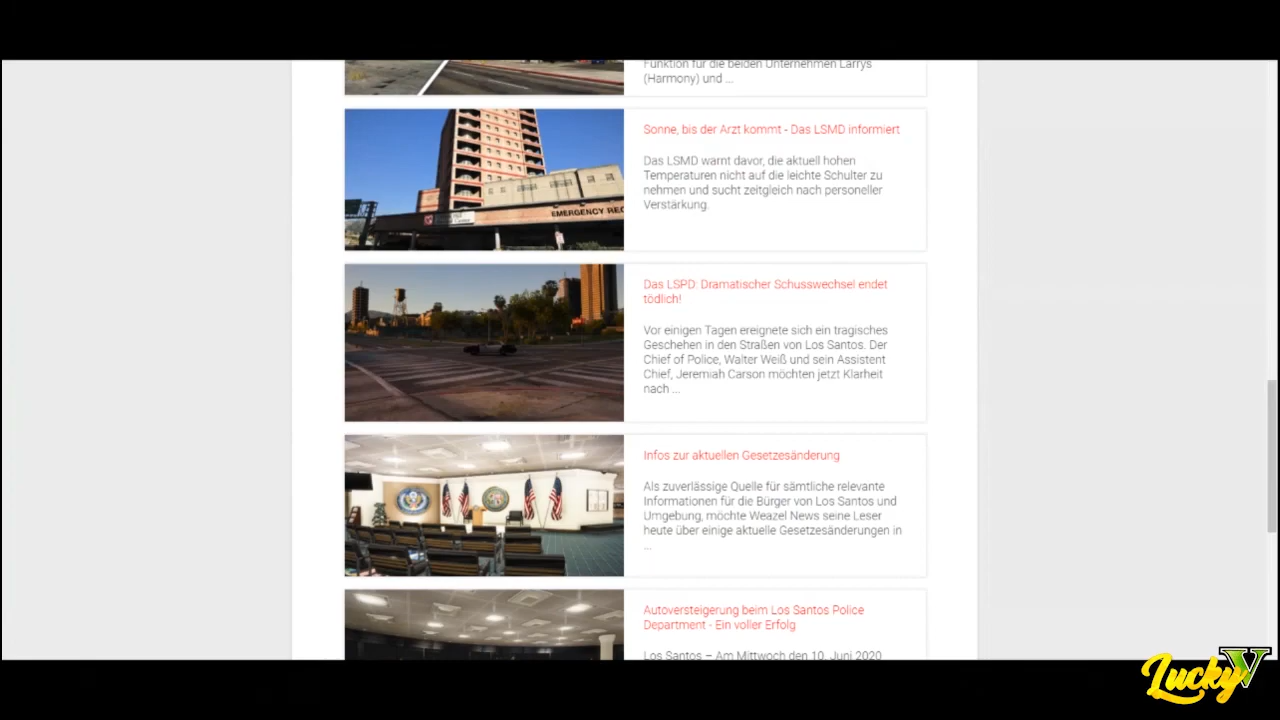 Funktion für die beiden Unternehmen Larrys
(Harmony) und ...
Sonne, bis der Arzt kommt - Das LSMD informiert
Das LSMD warnt davor, die aktuell hohen
Temperaturen nicht auf die leichte Schulter zu
nehmen und sucht zeitgleich nach personeller
Verstärkung.
EMERGENCY REC
Das LSPD: Dramatischer Schusswechsel endet
tödlich!
Vor einigen Tagen ereignete sich ein tragisches
Geschehen in den Straßen von Los Santos. Der
Chief of Police, Walter Weiß und sein Assistent
Chief, Jeremiah Carson möchten jetzt Klarheit
nach ...
Infos zur aktuellen Gesetzesänderung
Als zuverlässige Quelle für sämtliche relevante
Informationen für die Bürger von Los Santos und
Umgebung, möchte Weazel News seine Leser
heute über einige aktuelle Gesetzesänderungen in
...
Autoversteigerung beim Los Santos Police
Department - Ein voller Erfolg
Los Santos – Am Mittwoch den 10. Juni 2020
Lucky V